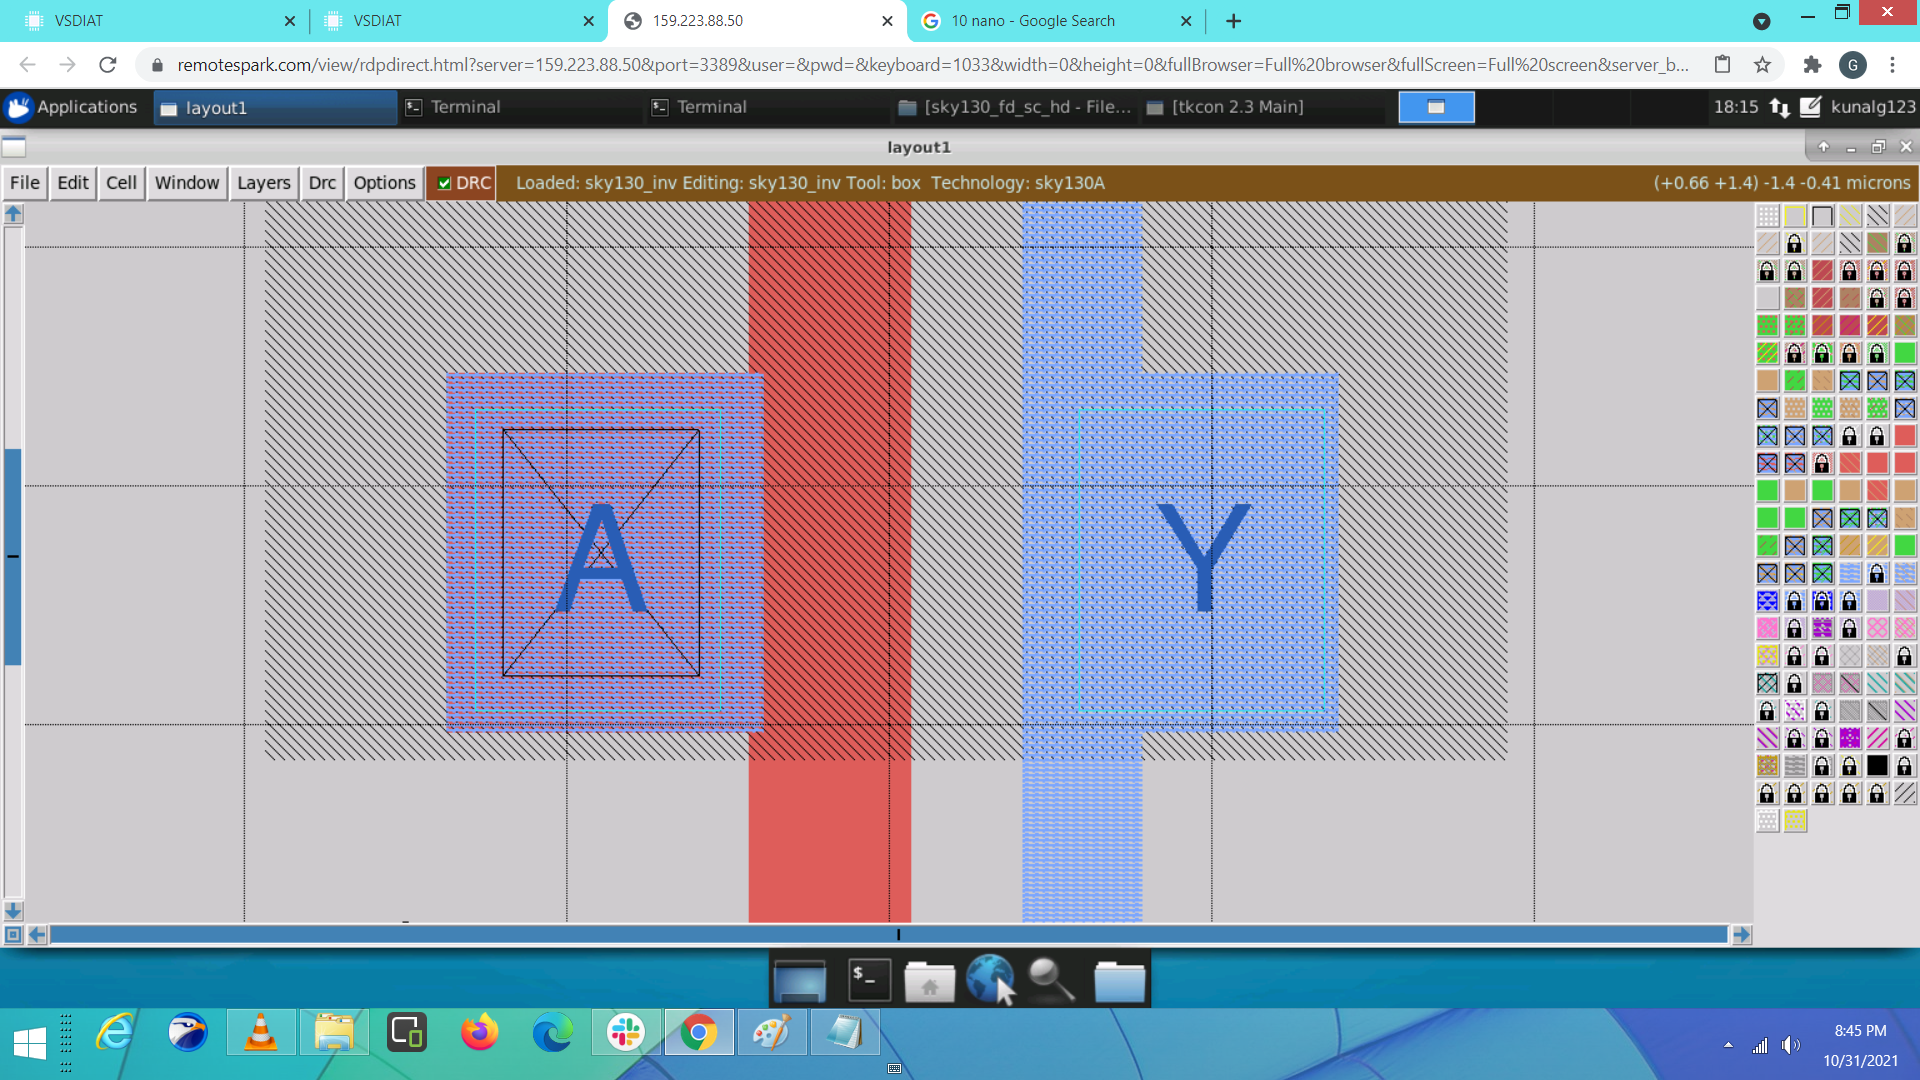 VSDIAT
VSDIAT
159.223.88.50
10 nano - Google Search
remotespark.com/view/rdpdirect.html?server=159.223.88.50&port=3389&user=&pwd=&keyboard=1033&width=0&height=0&fullBrowser=Full%20browser&fullScreen=Full%20screen&server_b...
G
Applications
layout1
Terminal
Terminal
[sky130_fd_sc_hd - File...
[tkcon 2.3 Main]
18:15
kunalg123
layout1
File
Edit
Cell
Window
Layers
Drc
Options
DRC
Loaded: sky130_inv Editing: sky130_inv Tool: box Technology: sky130A
(+0.66 +1.4) -1.4 -0.41 microns
A
Y
8:45 PM
10/31/2021